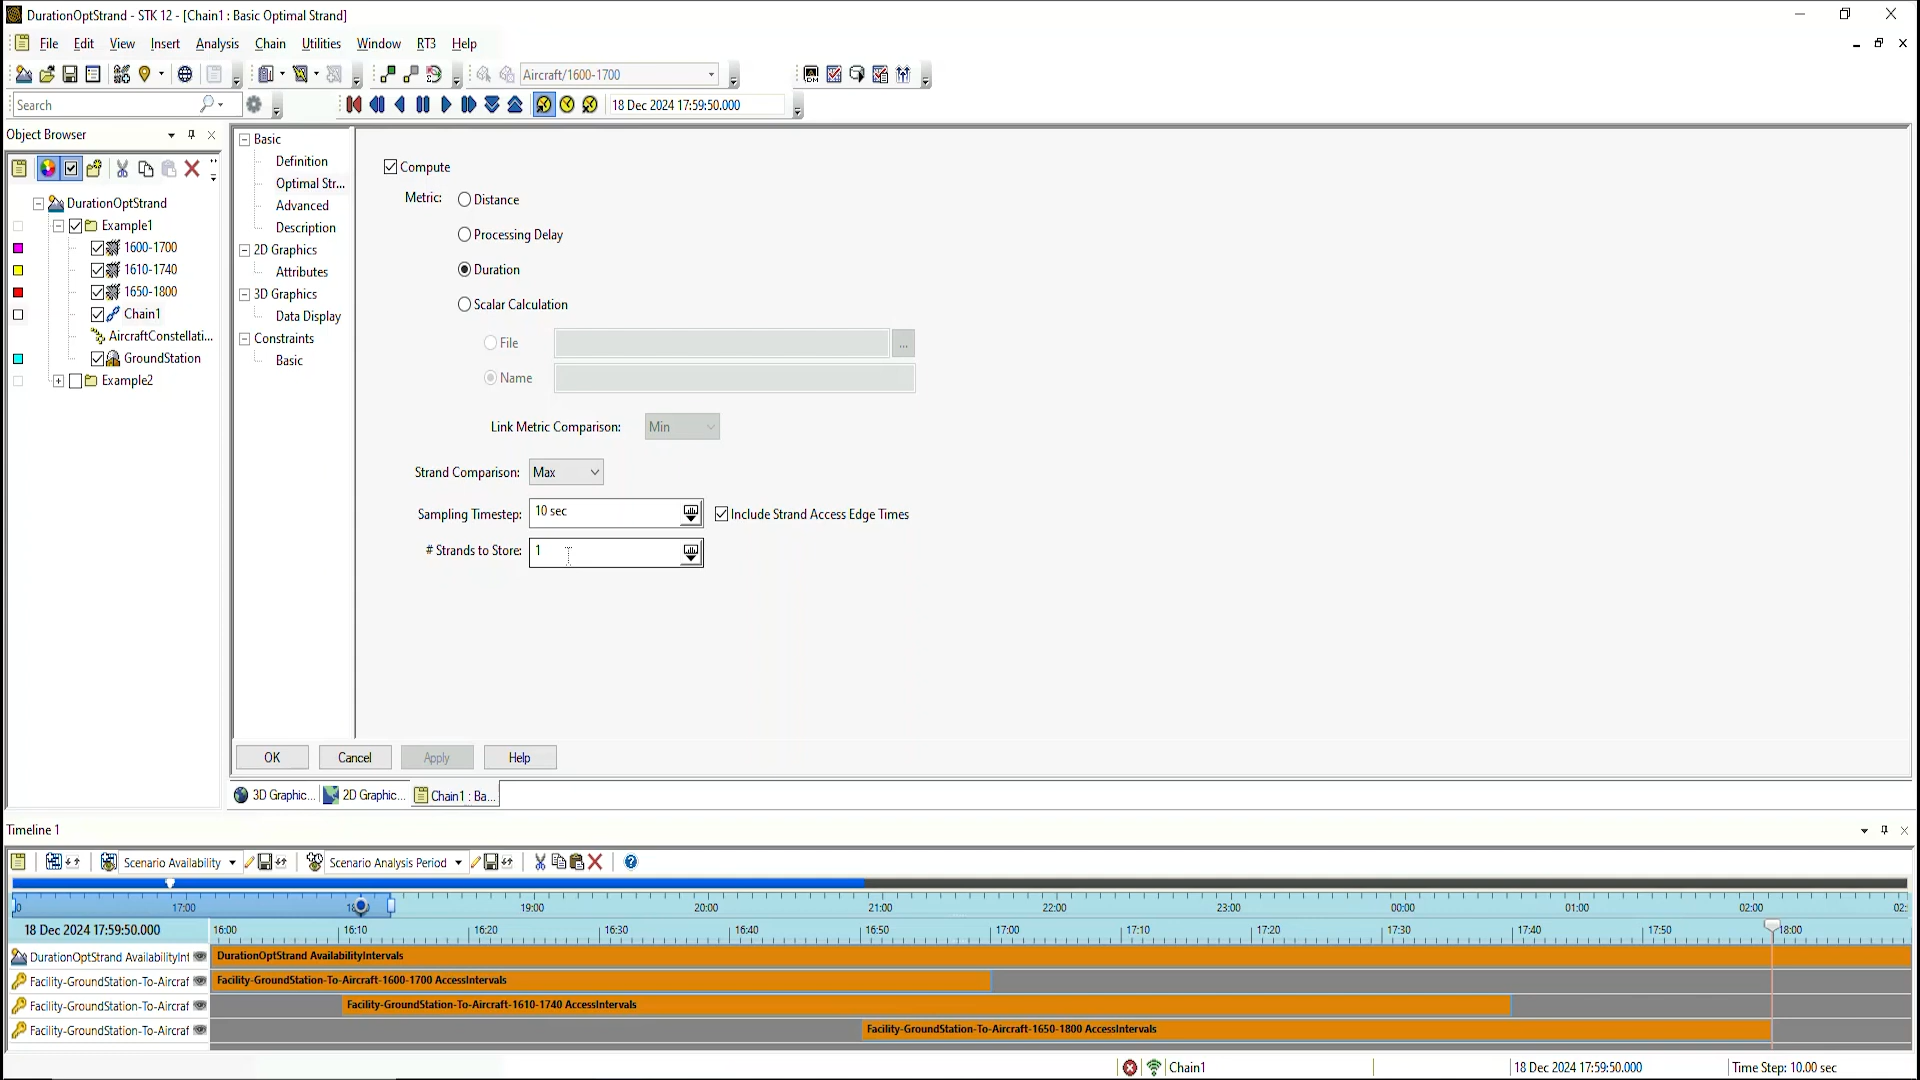 DurationOptStrand - STK 12 - [Chain1 : Basic Optimal Strand]
File Edit View Insert Analysis Chain Utilities Window RT3 Help
Aircraft/1600-1700
Search
18 Dec 2024 17:59:50.000
Object Browser
DurationOptStrand
Example1
1600-1700
1610-1740
1650-1800
Chain1
AircraftConstellati...
GroundStation
Example2
Basic
Definition
Optimal Str...
Advanced
Description
2D Graphics
Attributes
3D Graphics
Data Display
Constraints
Basic
Compute
Metric:
Distance
Processing Delay
Duration
Scalar Calculation
File
...
Name
Link Metric Comparison: Min
Strand Comparison: Max
Sampling Timestep: 10 sec Include Strand Access Edge Times
# Strands to Store: 1
OK Cancel Apply Help
3D Graphic... 2D Graphic... Chain1 : Ba...
Timeline 1
Scenario Availability Scenario Analysis Period
17:00 19:00 20:00 21:00 22:00 23:00 00:00 01:00 02:00 02:
18 Dec 2024 17:59:50.000 16:00 16:10 16:20 16:30 16:40 16:50 17:00 17:10 17:20 17:30 17:40 17:50 18:00
DurationOptStrand AvailabilityInt DurationOptStrand AvailabilityIntervals
Facility-GroundStation-To-Aircraf Facility-GroundStation-To-Aircraft-1600-1700 AccessIntervals
Facility-GroundStation-To-Aircraf Facility-GroundStation-To-Aircraft-1610-1740 AccessIntervals
Facility-GroundStation-To-Aircraf Facility-GroundStation-To-Aircraft-1650-1800 AccessIntervals
Chain1 18 Dec 2024 17:59:50.000 Time Step: 10.00 sec